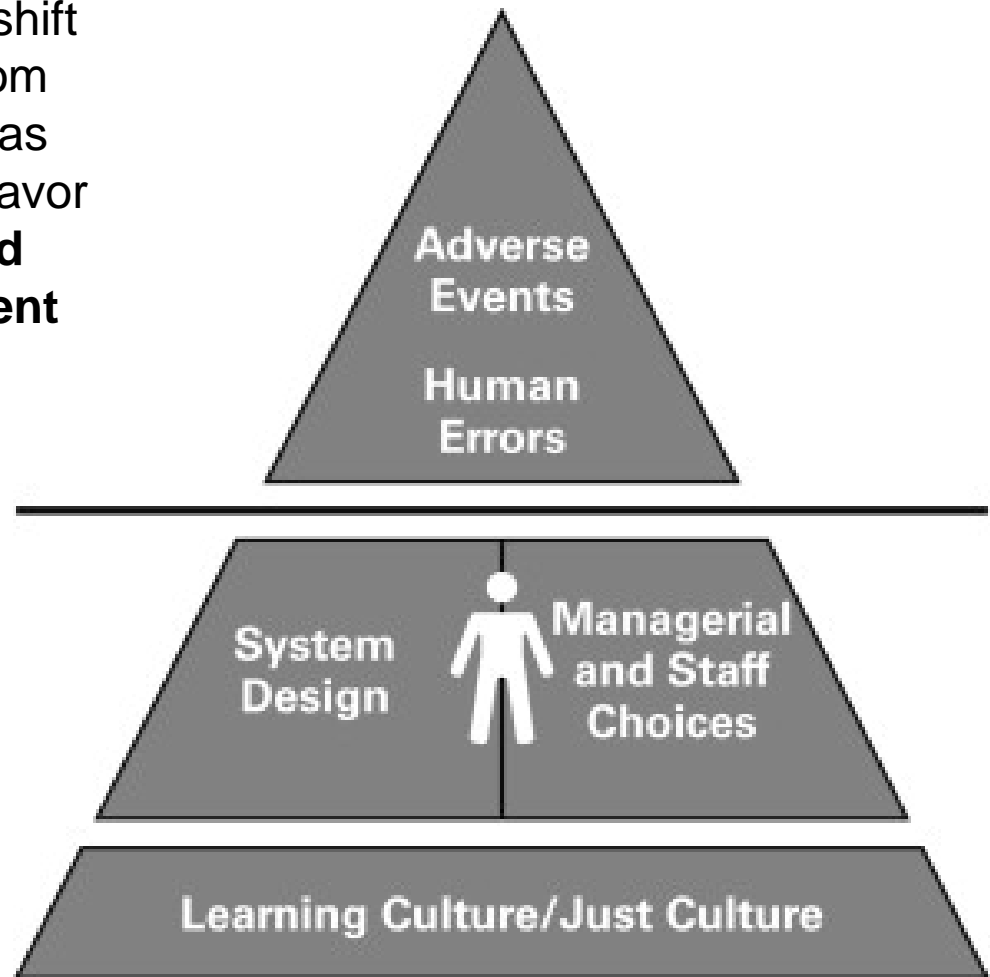 shift
om
as
avor
d
ent
Adverse
Events
Human
Errors
System
Design
Managerial
and Staff
Choices
Learning Culture/Just Culture